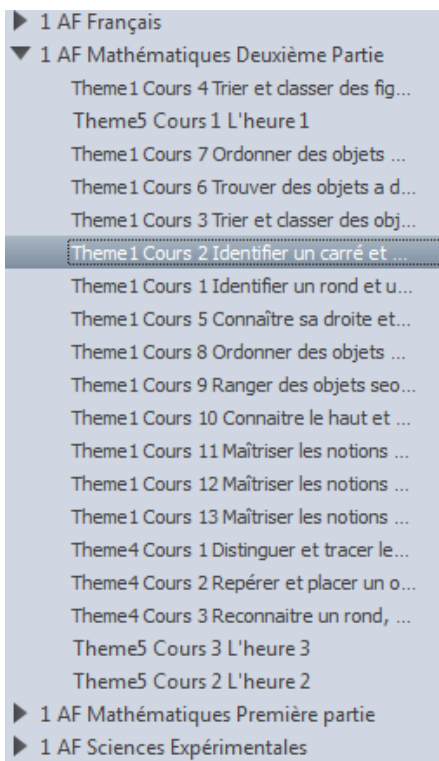 1 AF Français
1 AF Mathématiques Deuxième Partie
Theme1 Cours 4 Trier et classer des fig...
Theme5 Cours 1 L'heure 1
Theme1 Cours 7 Ordonner des objets ...
Theme1 Cours 6 Trouver des objets a d...
Theme1 Cours 3 Trier et classer des obj...
Theme1 Cours 2 Identifier un carré et ...
Theme1 Cours 1 Identifier un rond et u...
Theme1 Cours 5 Connaître sa droite et...
Theme1 Cours 8 Ordonner des objets ...
Theme1 Cours 9 Ranger des objets seo...
Theme1 Cours 10 Connaitre le haut et ...
Theme1 Cours 11 Maîtriser les notions ...
Theme1 Cours 12 Maîtriser les notions ...
Theme1 Cours 13 Maîtriser les notions ...
Theme4 Cours 1 Distinguer et tracer le...
Theme4 Cours 2 Repérer et placer un o...
Theme4 Cours 3 Reconnaitre un rond, ...
Theme5 Cours 3 L'heure 3
Theme5 Cours 2 L'heure 2
1 AF Mathématiques Première partie
1 AF Sciences Expérimentales